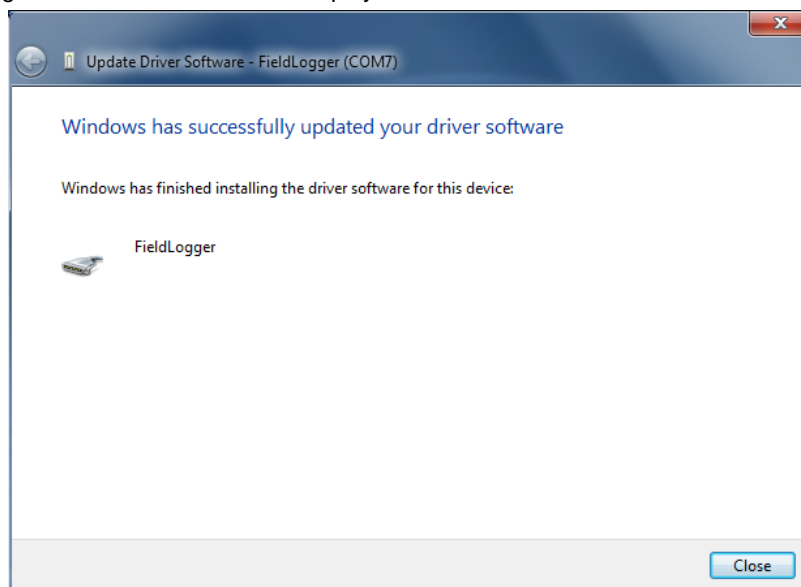 Update Driver Software - FieldLogger (COM7)
Windows has successfully updated your driver software
Windows has finished installing the driver software for this device:
FieldLogger
Close